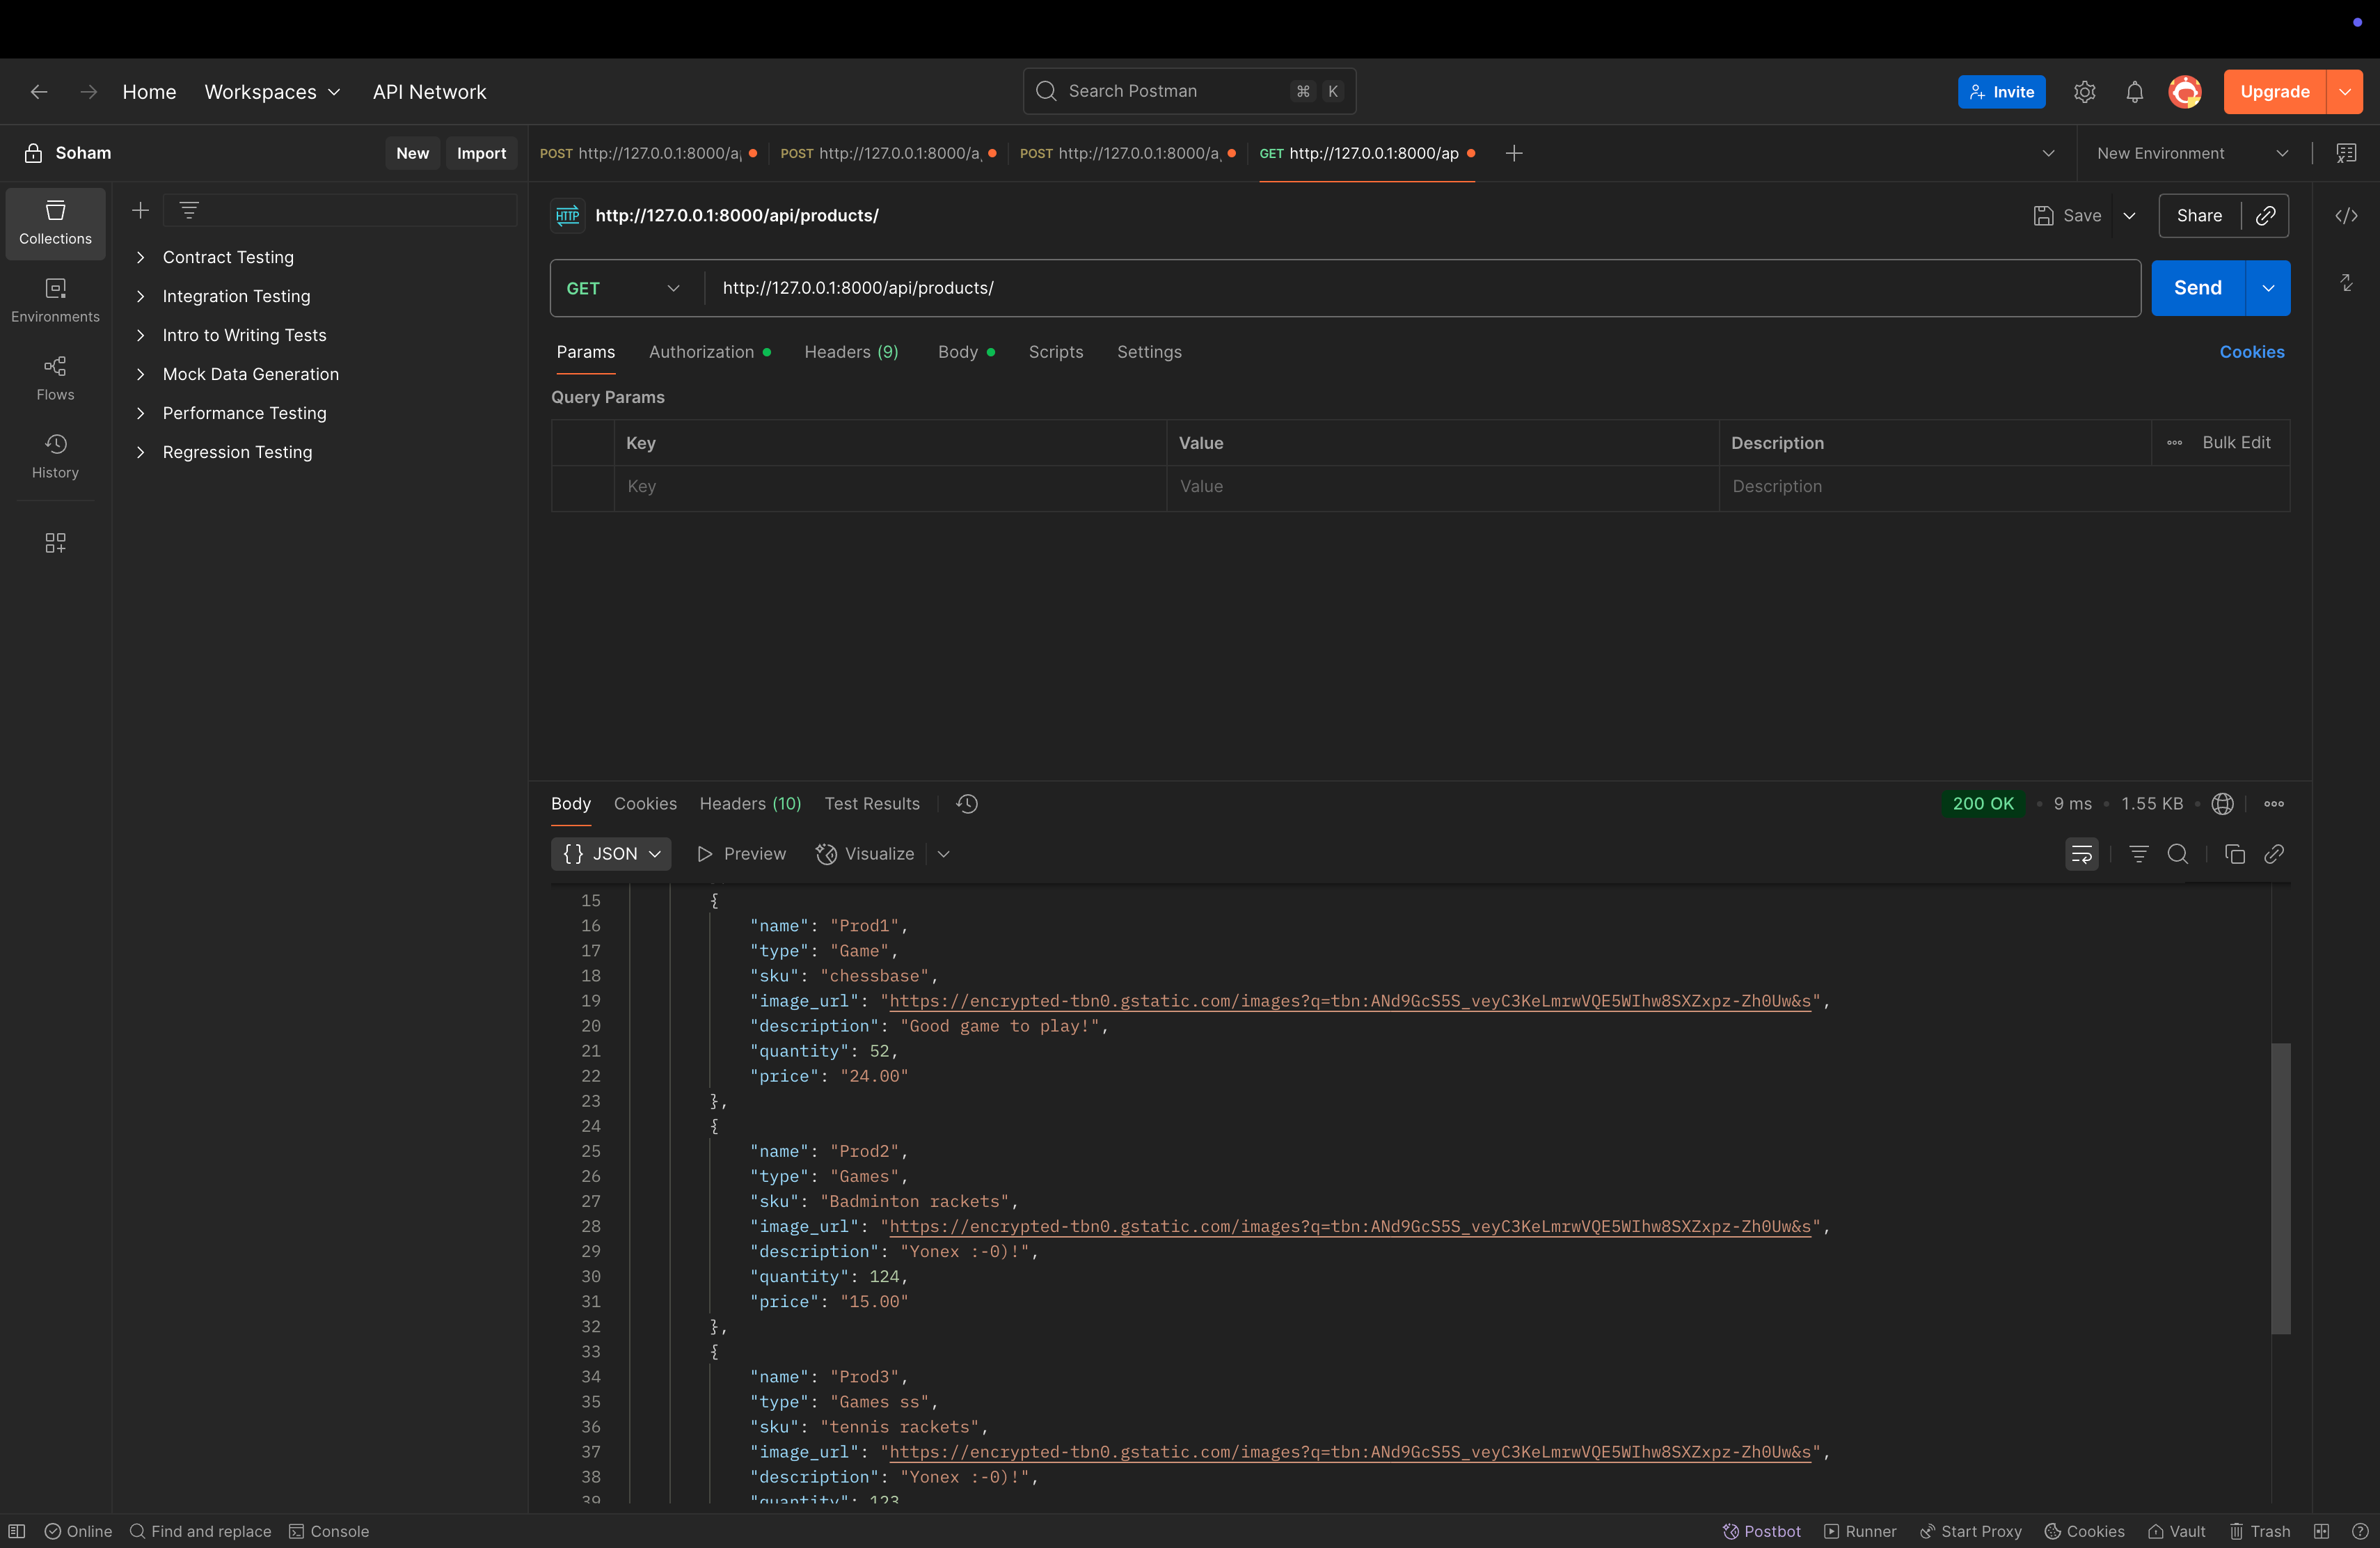 Home Workspaces API Network Search Postman ⌘ K Invite Upgrade
Soham New Import POST http://127.0.0.1:8000/a POST http://127.0.0.1:8000/a POST http://127.0.0.1:8000/a GET http://127.0.0.1:8000/ap New Environment
Collections
Environments
Flows
History
Contract Testing
Integration Testing
Intro to Writing Tests
Mock Data Generation
Performance Testing
Regression Testing
HTTP http://127.0.0.1:8000/api/products/ Save Share
GET http://127.0.0.1:8000/api/products/ Send
Params Authorization Headers (9) Body Scripts Settings Cookies
Query Params
Key Value Description Bulk Edit
Key Value Description
Body Cookies Headers (10) Test Results 200 OK 9 ms 1.55 KB
{} JSON Preview Visualize
15 {
16 "name": "Prod1",
17 "type": "Game",
18 "sku": "chessbase",
19 "image_url": "https://encrypted-tbn0.gstatic.com/images?q=tbn:ANd9GcS5S_veyC3KeLmrwVQE5WIhw8SXZxpz-Zh0Uw&s",
20 "description": "Good game to play!",
21 "quantity": 52,
22 "price": "24.00"
23 },
24 {
25 "name": "Prod2",
26 "type": "Games",
27 "sku": "Badminton rackets",
28 "image_url": "https://encrypted-tbn0.gstatic.com/images?q=tbn:ANd9GcS5S_veyC3KeLmrwVQE5WIhw8SXZxpz-Zh0Uw&s",
29 "description": "Yonex :-0)!",
30 "quantity": 124,
31 "price": "15.00"
32 },
33 {
34 "name": "Prod3",
35 "type": "Games ss",
36 "sku": "tennis rackets",
37 "image_url": "https://encrypted-tbn0.gstatic.com/images?q=tbn:ANd9GcS5S_veyC3KeLmrwVQE5WIhw8SXZxpz-Zh0Uw&s",
38 "description": "Yonex :-0)!",
39 "quantity": 123
Online Find and replace Console Postbot Runner Start Proxy Cookies Vault Trash